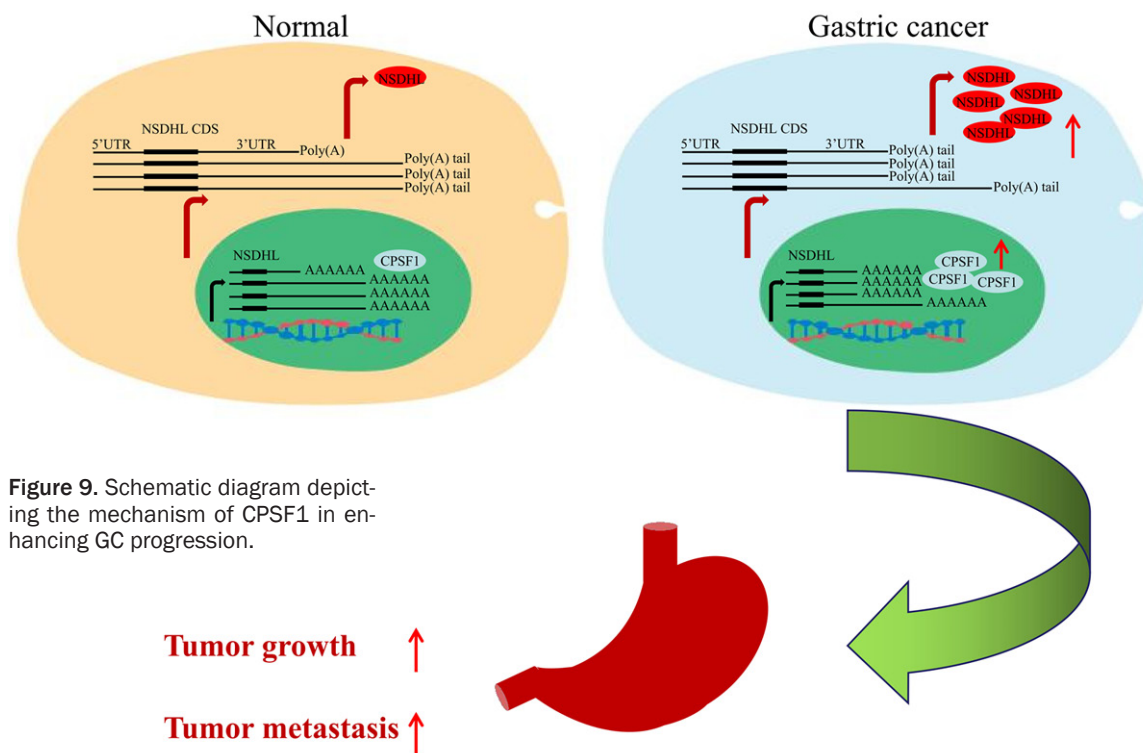 Normal
NSDHL
NSDHL CDS
5'UTR 3'UTR Poly(A)
Poly(A) tail
Poly(A) tail
Poly(A) tail
NSDHL
CPSF1
AAAAAA
AAAAAA
AAAAAA
AAAAAA
Gastric cancer
NSDHL
NSDHL
NSDHL
NSDHL
NSDHL
NSDHL CDS
5'UTR 3'UTR Poly(A) tail
Poly(A) tail
Poly(A) tail
Poly(A) tail
NSDHL
CPSF1
CPSF1
CPSF1
AAAAAA
AAAAAA
AAAAAA
AAAAAA
Figure 9. Schematic diagram depict-
ing the mechanism of CPSF1 in en-
hancing GC progression.
Tumor growth
Tumor metastasis